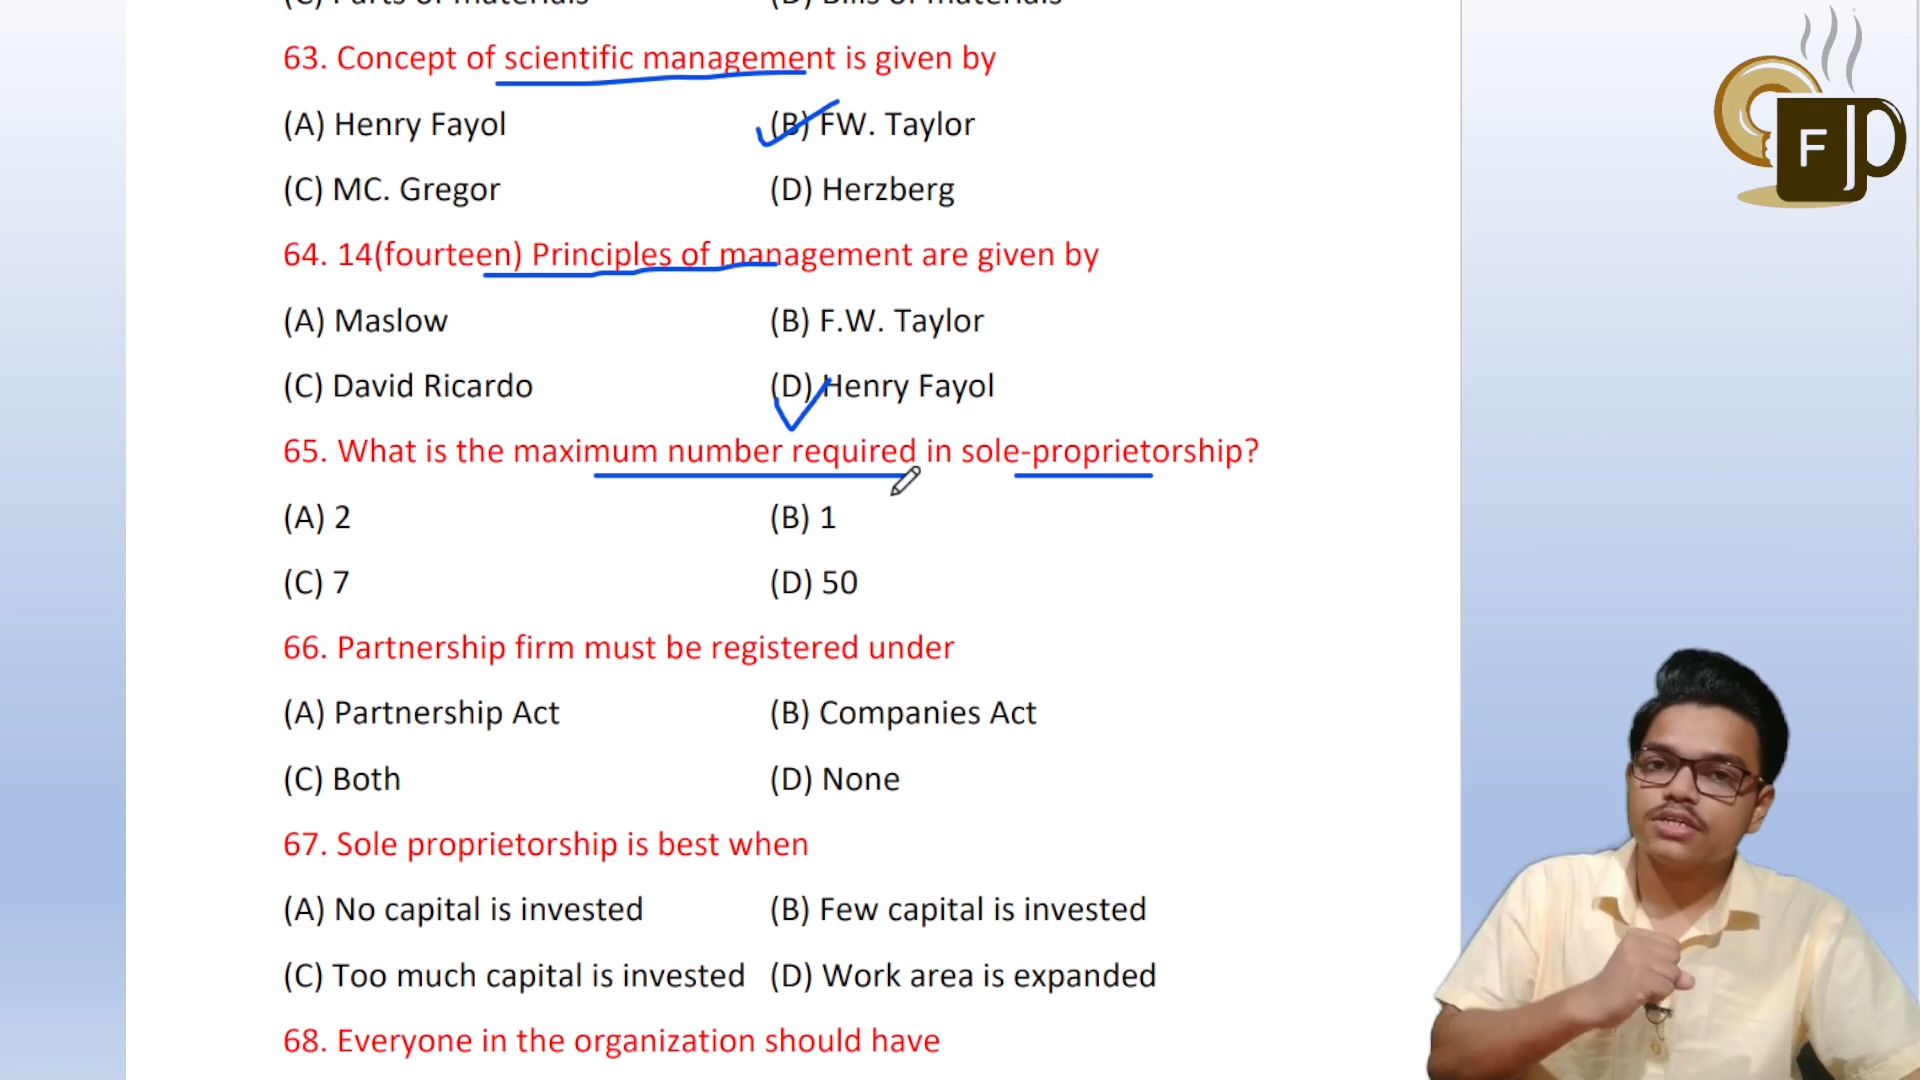 63. Concept of scientific management is given by
(A) Henry Fayol (B) FW. Taylor
(C) MC. Gregor (D) Herzberg
64. 14(fourteen) Principles of management are given by
(A) Maslow (B) F.W. Taylor
(C) David Ricardo (D) Henry Fayol
65. What is the maximum number required in sole-proprietorship?
(A) 2 (B) 1
(C) 7 (D) 50
66. Partnership firm must be registered under
(A) Partnership Act (B) Companies Act
(C) Both (D) None
67. Sole proprietorship is best when
(A) No capital is invested (B) Few capital is invested
(C) Too much capital is invested (D) Work area is expanded
68. Everyone in the organization should have
F